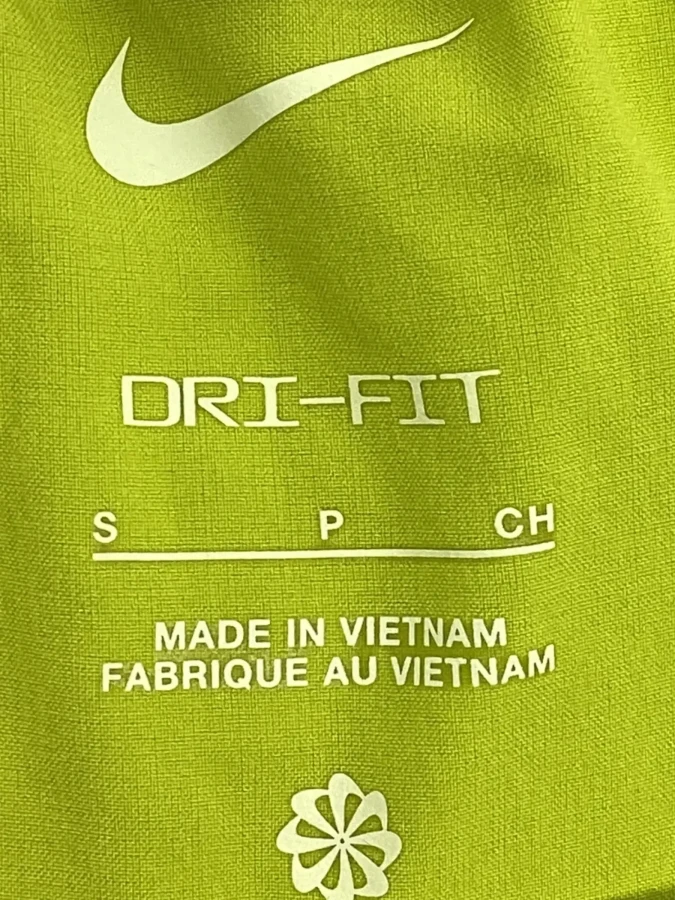 DRI-FIT
S P CH
MADE IN VIETNAM
FABRIQUE AU VIETNAM